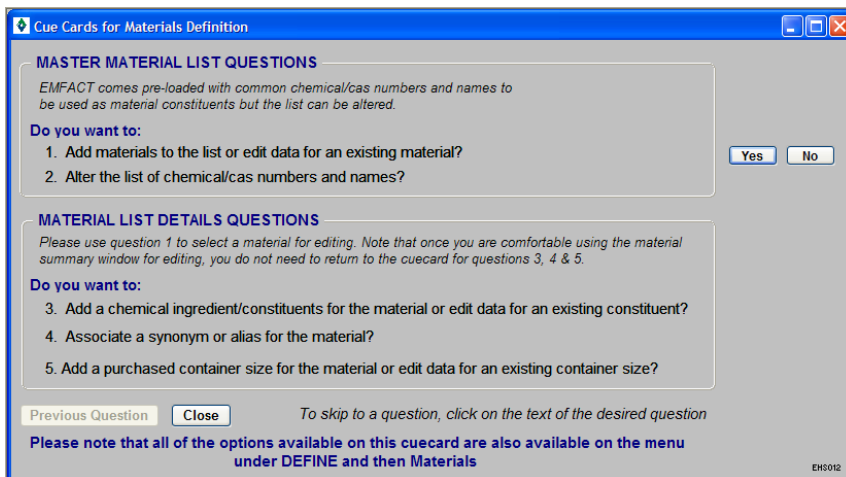 Cue Cards for Materials Definition
MASTER MATERIAL LIST QUESTIONS
EMFACT comes pre-loaded with common chemical/cas numbers and names to
be used as material constituents but the list can be altered.
Do you want to:
1. Add materials to the list or edit data for an existing material?
Yes No
2. Alter the list of chemical/cas numbers and names?
MATERIAL LIST DETAILS QUESTIONS
Please use question 1 to select a material for editing. Note that once you are comfortable using the material
summary window for editing, you do not need to return to the cuecard for questions 3, 4 & 5.
Do you want to:
3. Add a chemical ingredient/constituents for the material or edit data for an existing constituent?
4. Associate a synonym or alias for the material?
5. Add a purchased container size for the material or edit data for an existing container size?
Previous Question Close To skip to a question, click on the text of the desired question
Please note that all of the options available on this cuecard are also available on the menu
under DEFINE and then Materials
EHS012